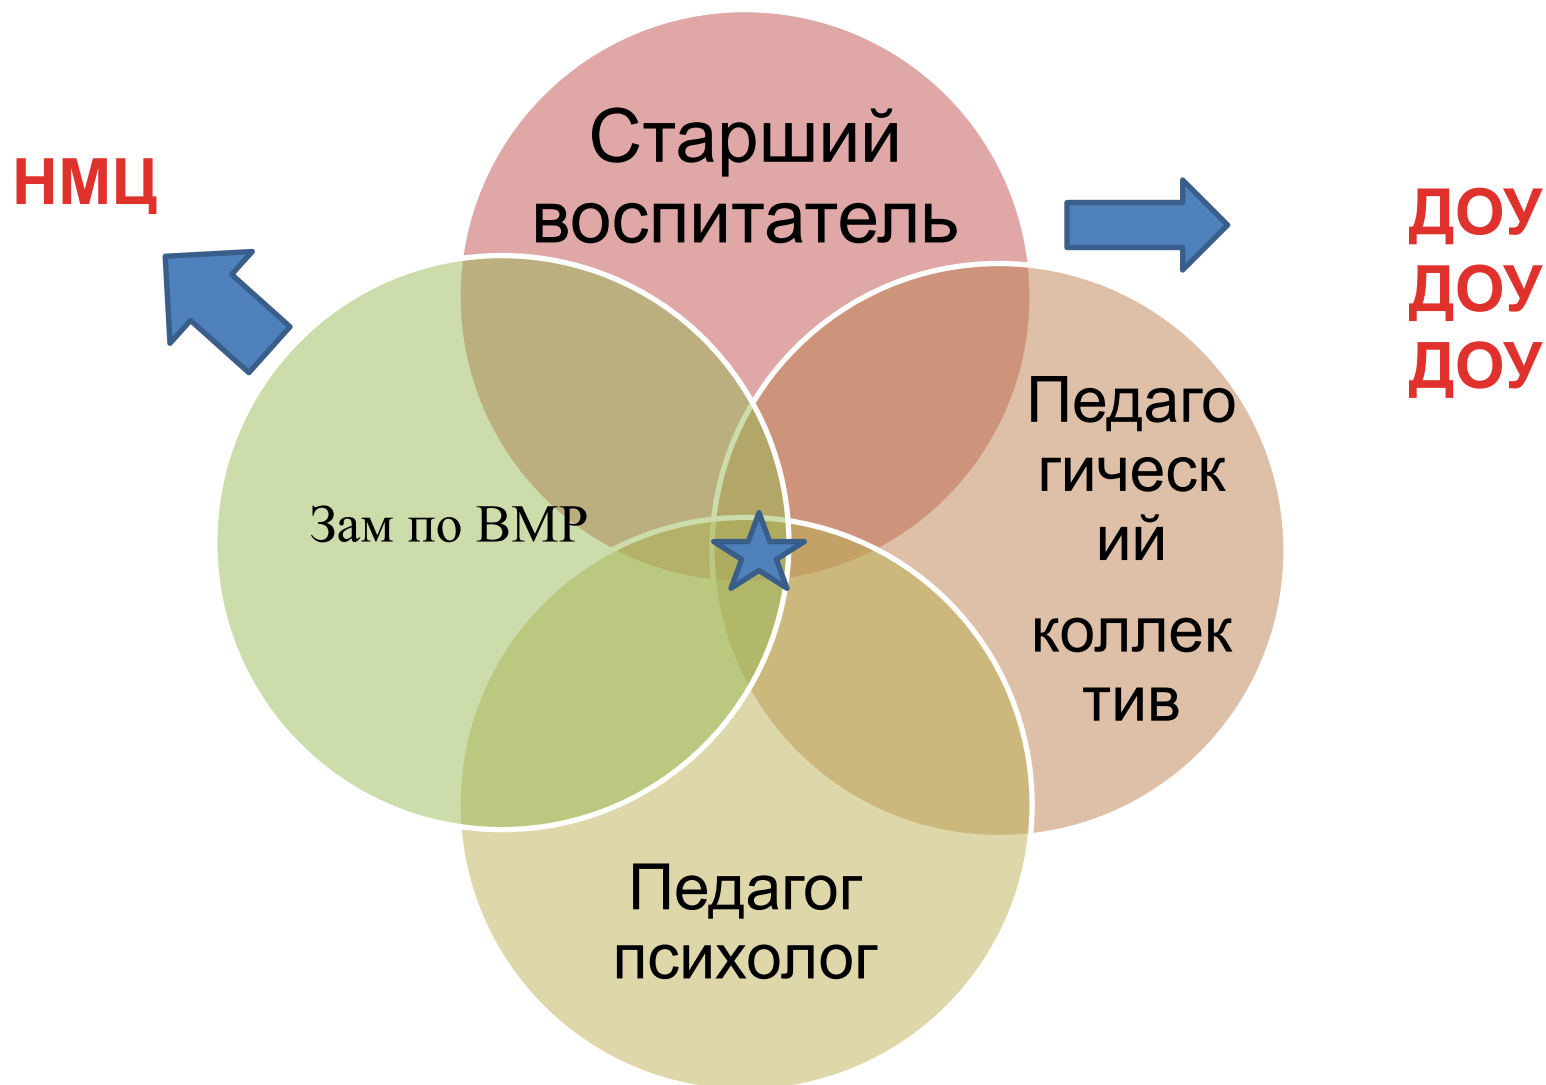 Старший
воспитатель
НМЦ
ДОУ
ДОУ
ДОУ
Педаго
гическ
ий
коллек
тив
Зам по ВМР
Педагог
психолог